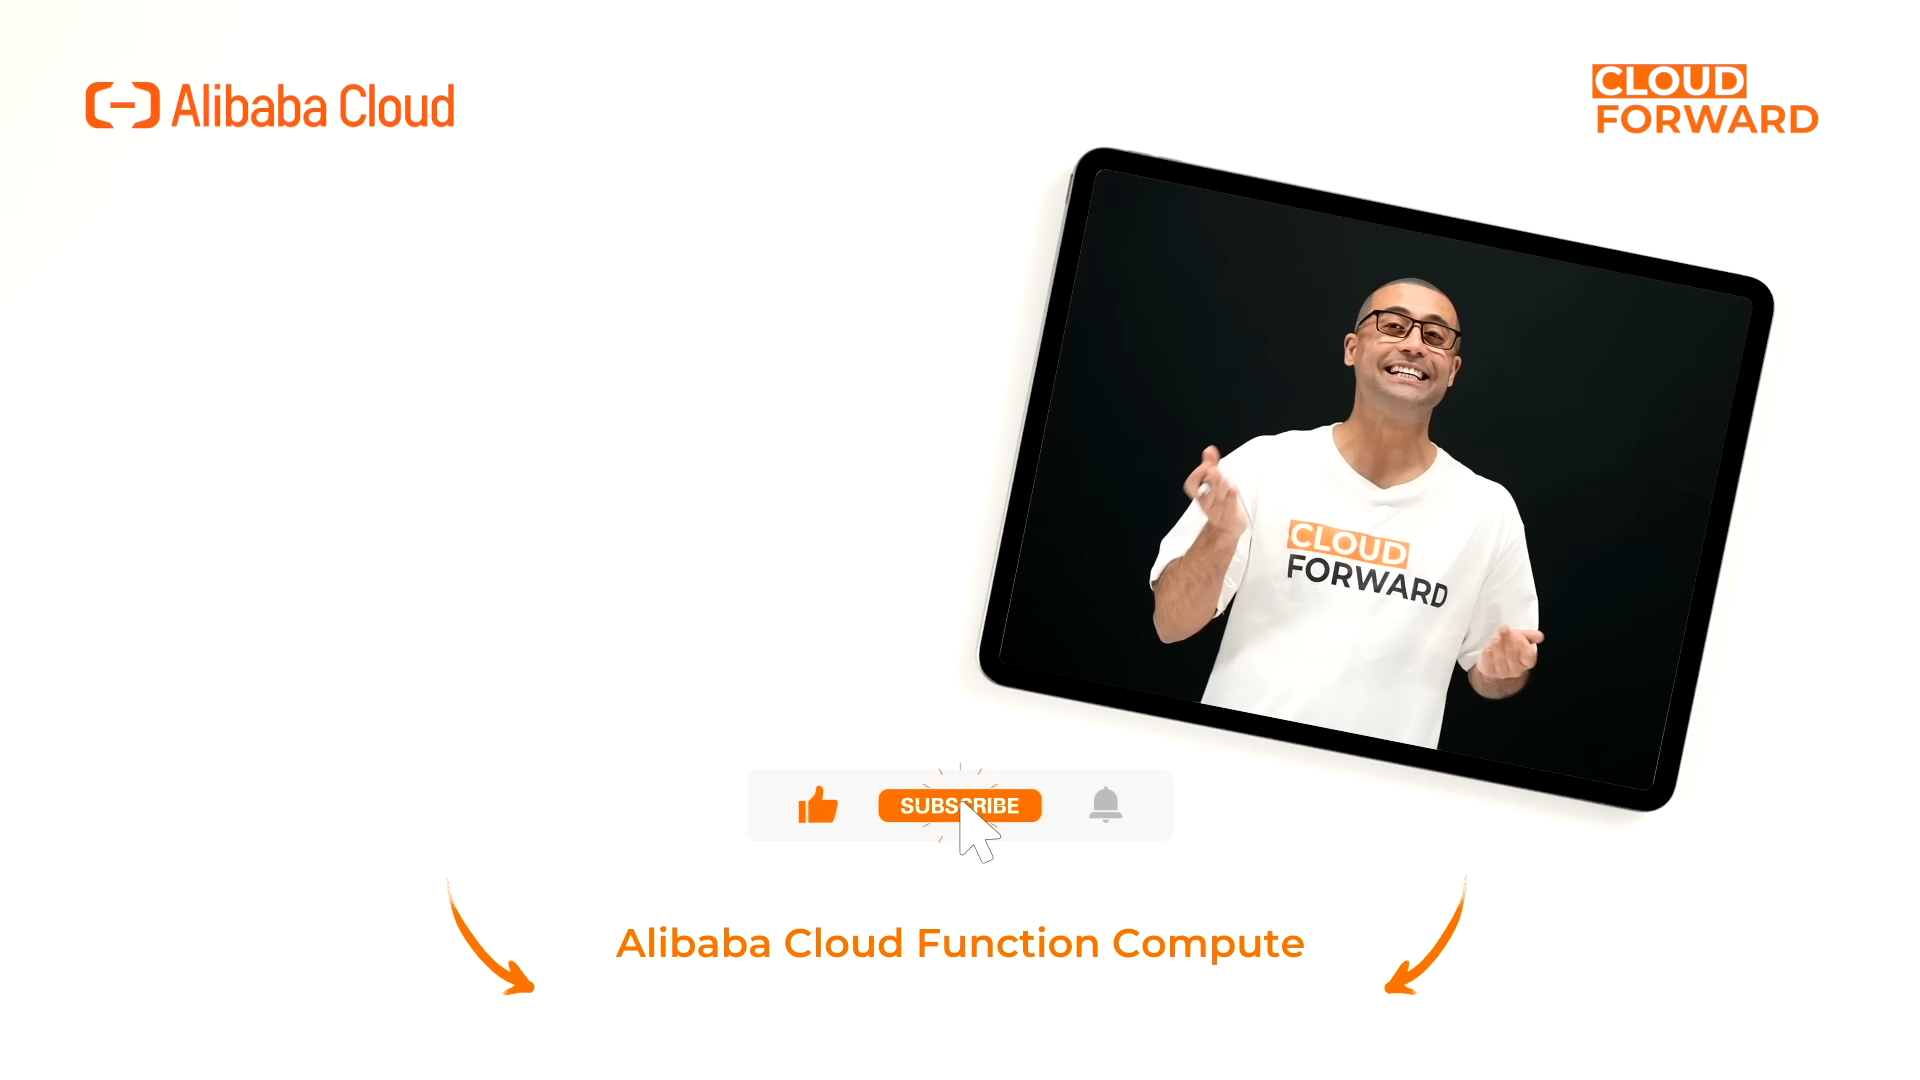 Alibaba Cloud
CLOUD
FORWARD
CLOUD
FORWARD
SUBSCRIBE
Alibaba Cloud Function Compute